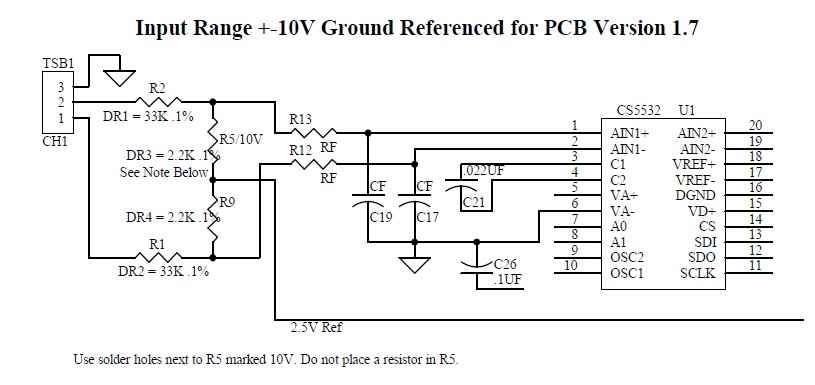 Input Range +-10V Ground Referenced for PCB Version 1.7
TSB1
3
2
1
CH1
R2
DR1 = 33K .1%
R5/10V
DR3 = 2.2K .1%
See Note Below
R9
DR4 = 2.2K .1%
R1
DR2 = 33K .1%
R13
RF
R12
RF
CF
C19
CF
C17
.022UF
C21
C26
.1UF
2.5V Ref
CS5532 U1
1 AIN1+ AIN2+ 20
2 AIN1- AIN2- 19
3 C1 VREF+ 18
4 C2 VREF- 17
5 VA+ DGND 16
6 VA- VD+ 15
7 A0 CS 14
8 A1 SDI 13
9 OSC2 SDO 12
10 OSC1 SCLK 11
Use solder holes next to R5 marked 10V. Do not place a resistor in R5.